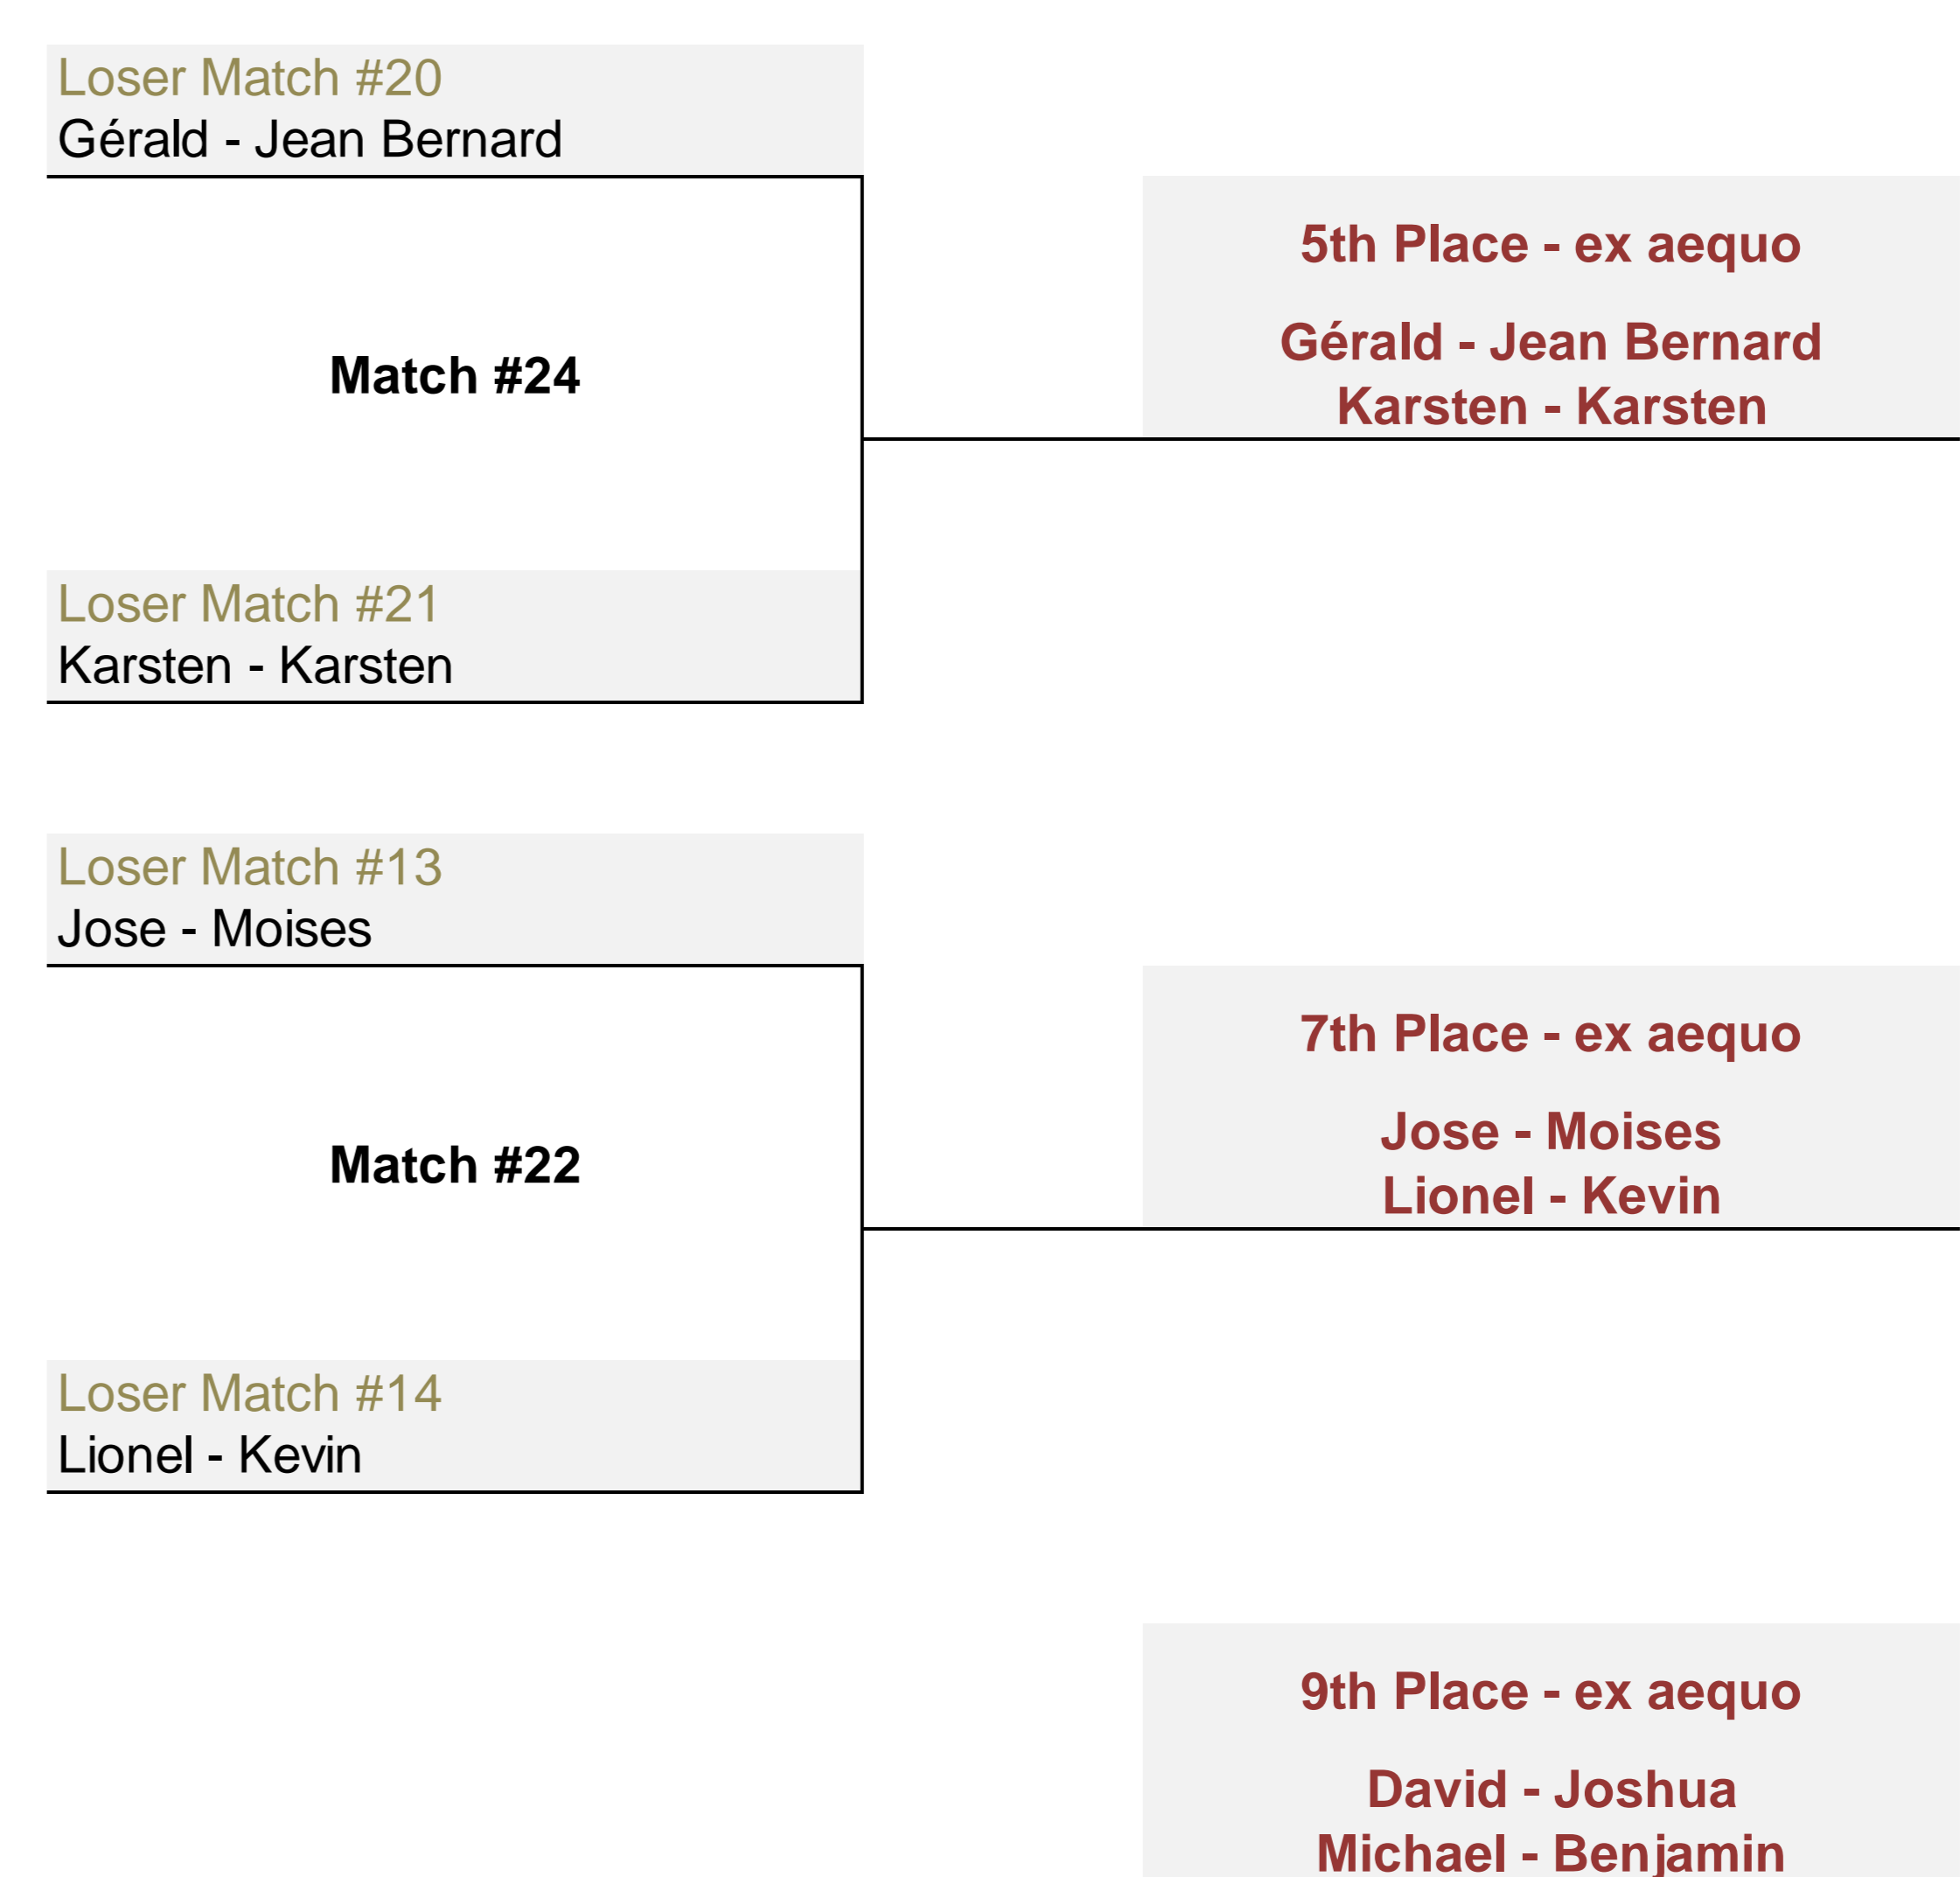 Loser Match #20
Gérald - Jean Bernard
5th Place - ex aequo
Gérald - Jean Bernard
Karsten - Karsten
Match #24
Loser Match #21
Karsten - Karsten
Loser Match #13
Jose - Moises
7th Place - ex aequo
Jose - Moises
Lionel - Kevin
Match #22
Loser Match #14
Lionel - Kevin
9th Place - ex aequo
David - Joshua
Michael - Benjamin